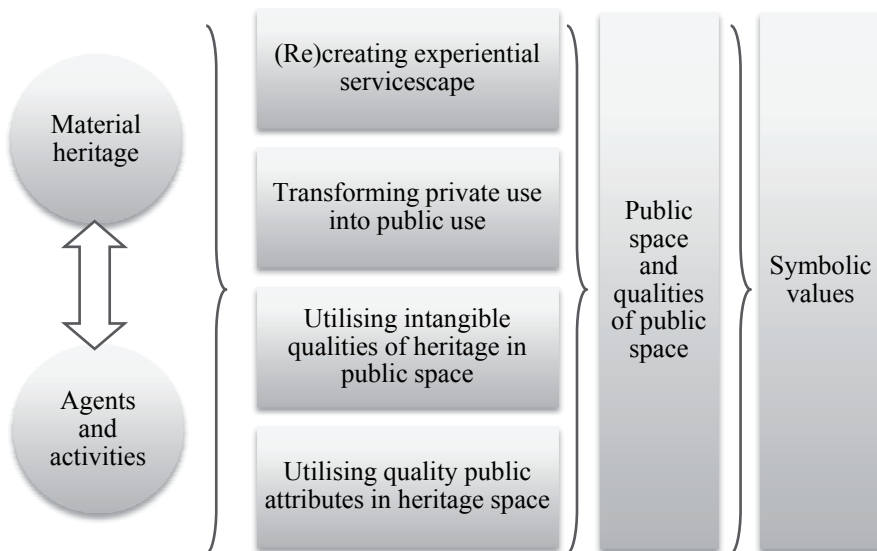 Material
heritage
Agents
and
activities
(Re)creating experiential
servicescape
Transforming private use
into public use
Utilising intangible
qualities of heritage in
public space
Utilising quality public
attributes in heritage space
Public
space
and
qualities
of public
space
Symbolic
values